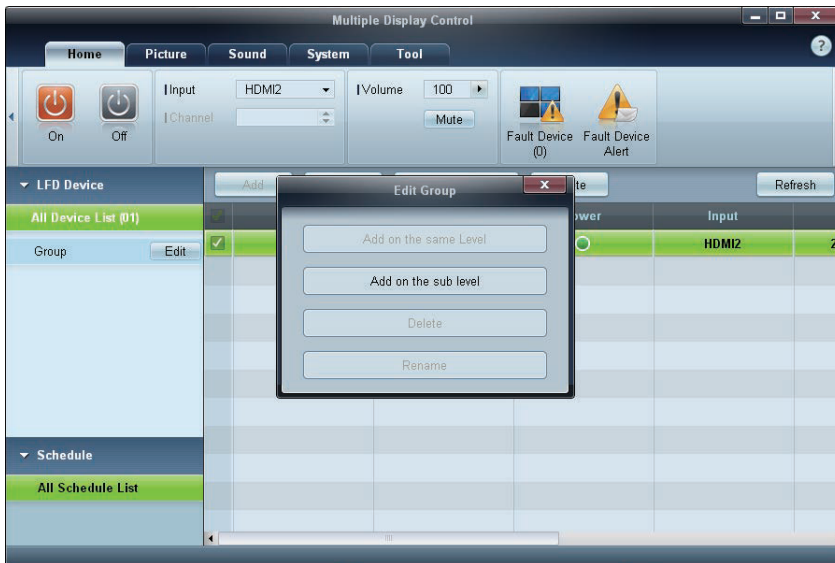 Multiple Display Control
Home Picture Sound System Tool ?
Input HDMI2 Volume 100
Channel Mute
On Off Fault Device (0) Fault Device Alert
LFD Device Add Refresh
Edit Group
All Device List (01) Input
Group Edit HDMI2
Add on the same Level
Add on the sub level
Delete
Rename
Schedule
All Schedule List